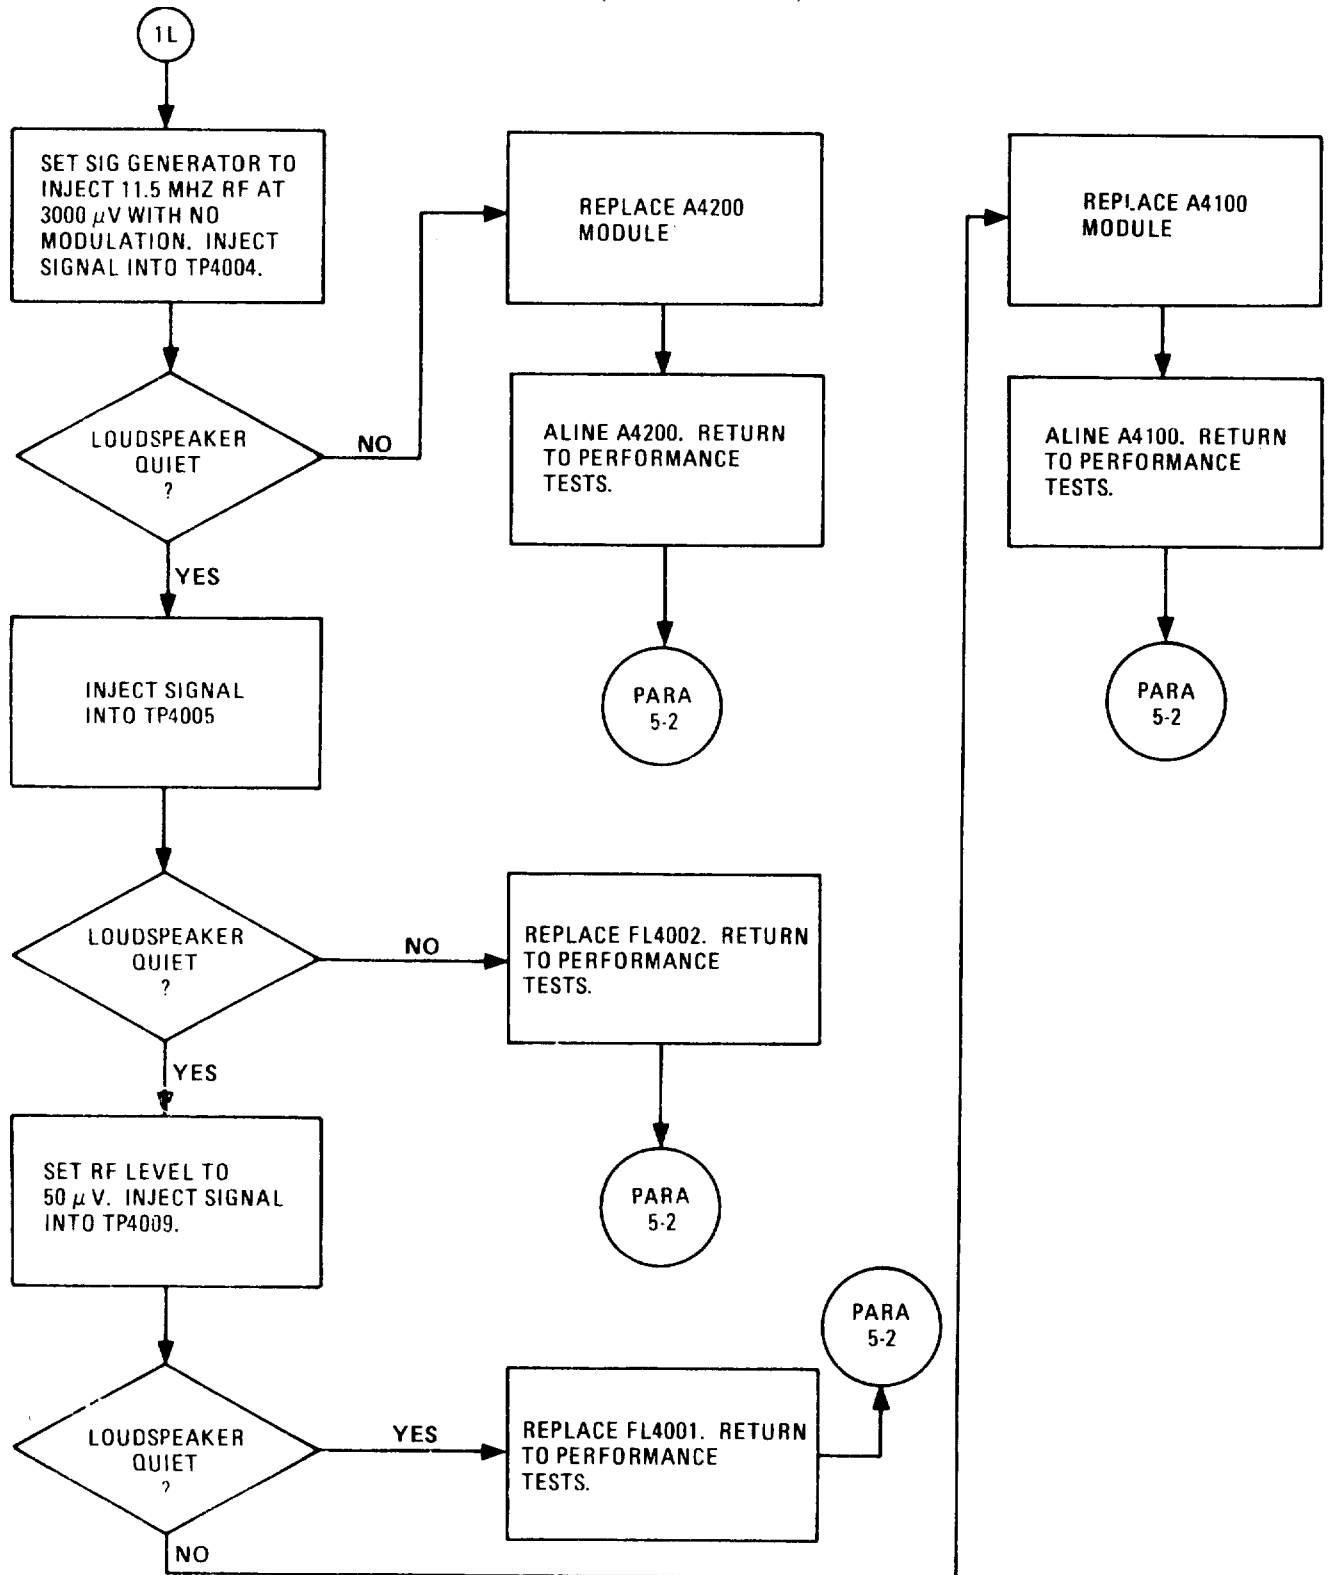 1L
SET SIG GENERATOR TO
INJECT 11.5 MHZ RF AT
3000 µV WITH NO
MODULATION. INJECT
SIGNAL INTO TP4004.
LOUDSPEAKER
QUIET
?
NO
REPLACE A4200
MODULE
ALINE A4200. RETURN
TO PERFORMANCE
TESTS.
PARA
5-2
YES
INJECT SIGNAL
INTO TP4005
LOUDSPEAKER
QUIET
?
NO
REPLACE FL4002. RETURN
TO PERFORMANCE
TESTS.
PARA
5-2
YES
SET RF LEVEL TO
50 µV. INJECT SIGNAL
INTO TP4009.
LOUDSPEAKER
QUIET
?
YES
REPLACE FL4001. RETURN
TO PERFORMANCE
TESTS.
PARA
5-2
NO
REPLACE A4100
MODULE
ALINE A4100. RETURN
TO PERFORMANCE
TESTS.
PARA
5-2